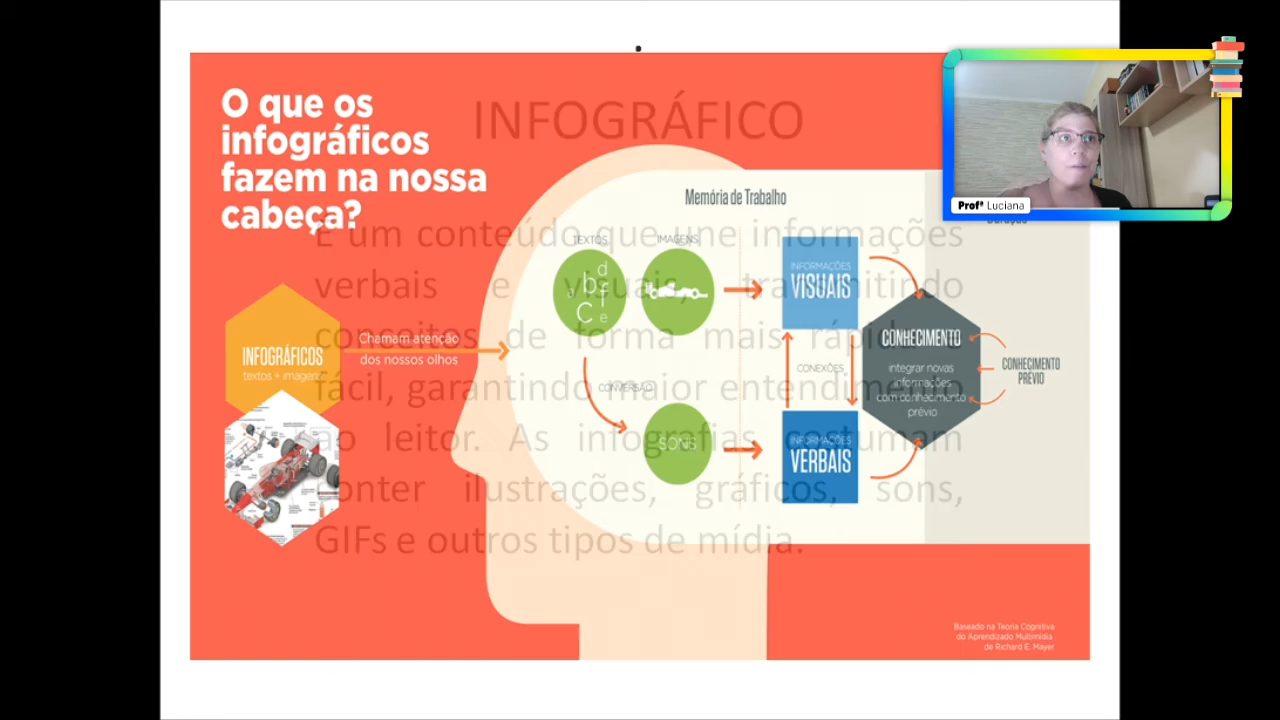 O que os
infográficos
fazem na nossa
cabeça?
INFOGRÁFICO
É um conteúdo que une informações
verbais e visuais, transmitindo
conceitos de forma mais rápida e
fácil, garantindo maior entendimento
ao leitor. As infografias costumam
conter ilustrações, gráficos, sons,
GIFs e outros tipos de mídia.
INFOGRÁFICOS
textos + imagens
Chamam atenção
dos nossos olhos
Memória de Trabalho
TEXTOS
IMAGENS
a b d f C e
CONVERSÃO
SONS
INFORMAÇÕES
VISUAIS
CONEXÕES
INFORMAÇÕES
VERBAIS
CONHECIMENTO
integrar novas
informações
com conhecimento
prévio
CONHECIMENTO
PRÉVIO
Profª Luciana
Baseado na Teoria Cognitiva
do Aprendizado Multimídia
de Richard E. Mayer